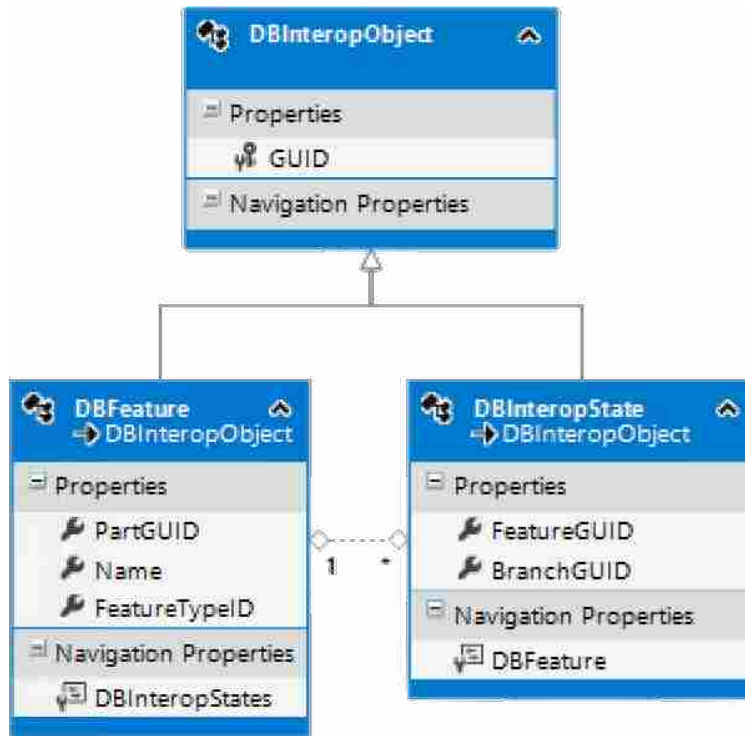 DBInteropObject
Properties
GUID
Navigation Properties
DBFeature
DBInteropObject
Properties
PartGUID
Name
FeatureTypeID
Navigation Properties
DBInteropStates
1 *
DBInteropState
DBInteropObject
Properties
FeatureGUID
BranchGUID
Navigation Properties
DBFeature